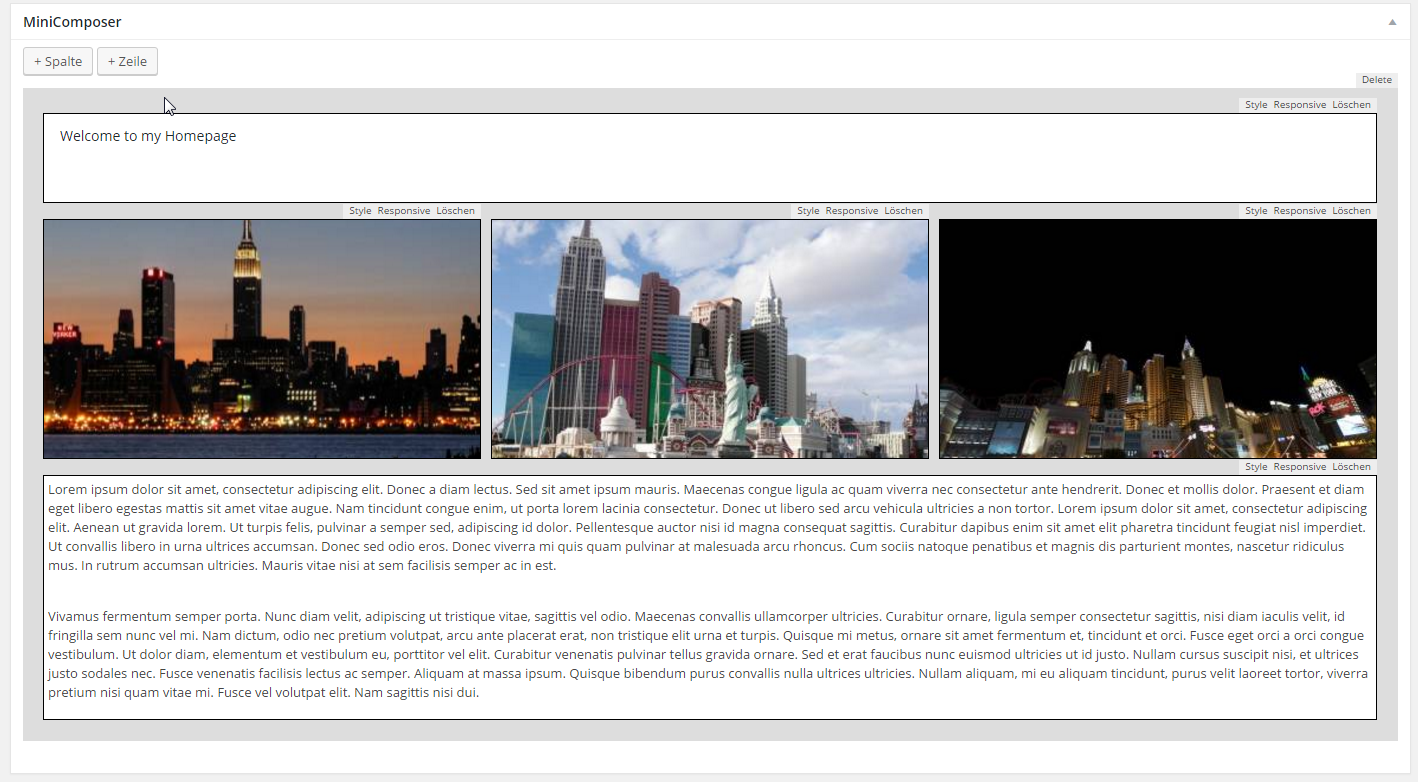 MiniComposer
+ Spalte + Zeile
Delete
Style Responsive Löschen
Welcome to my Homepage
Style Responsive Löschen Style Responsive Löschen Style Responsive Löschen
NEW
YORKER
Style Responsive Löschen
Lorem ipsum dolor sit amet, consectetur adipiscing elit. Donec a diam lectus. Sed sit amet ipsum mauris. Maecenas congue ligula ac quam viverra nec consectetur ante hendrerit. Donec et mollis dolor. Praesent et diam
eget libero egestas mattis sit amet vitae augue. Nam tincidunt congue enim, ut porta lorem lacinia consectetur. Donec ut libero sed arcu vehicula ultricies a non tortor. Lorem ipsum dolor sit amet, consectetur adipiscing
elit. Aenean ut gravida lorem. Ut turpis felis, pulvinar a semper sed, adipiscing id dolor. Pellentesque auctor nisi id magna consequat sagittis. Curabitur dapibus enim sit amet elit pharetra tincidunt feugiat nisl imperdiet.
Ut convallis libero in urna ultrices accumsan. Donec sed odio eros. Donec viverra mi quis quam pulvinar at malesuada arcu rhoncus. Cum sociis natoque penatibus et magnis dis parturient montes, nascetur ridiculus
mus. In rutrum accumsan ultricies. Mauris vitae nisi at sem facilisis semper ac in est.
Vivamus fermentum semper porta. Nunc diam velit, adipiscing ut tristique vitae, sagittis vel odio. Maecenas convallis ullamcorper ultricies. Curabitur ornare, ligula semper consectetur sagittis, nisi diam iaculis velit, id
fringilla sem nunc vel mi. Nam dictum, odio nec pretium volutpat, arcu ante placerat erat, non tristique elit urna et turpis. Quisque mi metus, ornare sit amet fermentum et, tincidunt et orci. Fusce eget orci a orci congue
vestibulum. Ut dolor diam, elementum et vestibulum eu, porttitor vel elit. Curabitur venenatis pulvinar tellus gravida ornare. Sed et erat faucibus nunc euismod ultricies ut id justo. Nullam cursus suscipit nisi, et ultrices
justo sodales nec. Fusce venenatis facilisis lectus ac semper. Aliquam at massa ipsum. Quisque bibendum purus convallis nulla ultrices ultricies. Nullam aliquam, mi eu aliquam tincidunt, purus velit laoreet tortor, viverra
pretium nisi quam vitae mi. Fusce vel volutpat elit. Nam sagittis nisi dui.